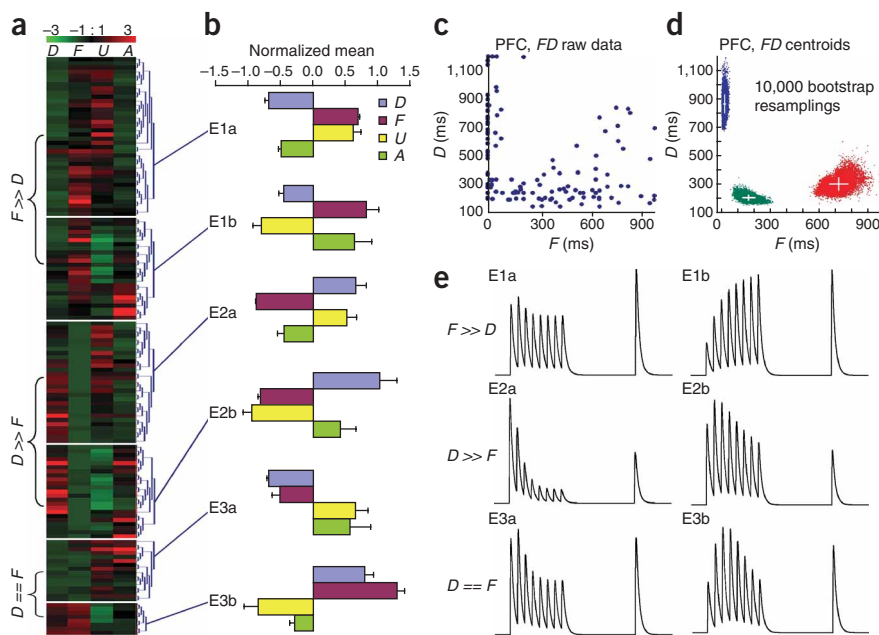 a
−3 −1 : 1 3
D F U A
F >> D
D >> F
D == F
b
Normalized mean
−1.5 −1.0 0.5 0.0 0.5 1.0 1.5
D
F
U
A
E1a
E1b
E2a
E2b
E3a
E3b
c
PFC, FD raw data
D (ms)
1,100
900
700
500
300
100
0 300 600 900
F (ms)
d
PFC, FD centroids
10,000 bootstrap
resamplings
D (ms)
1,100
900
700
500
300
100
0 300 600 900
F (ms)
e
E1a E1b
F >> D
E2a E2b
D >> F
E3a E3b
D == F